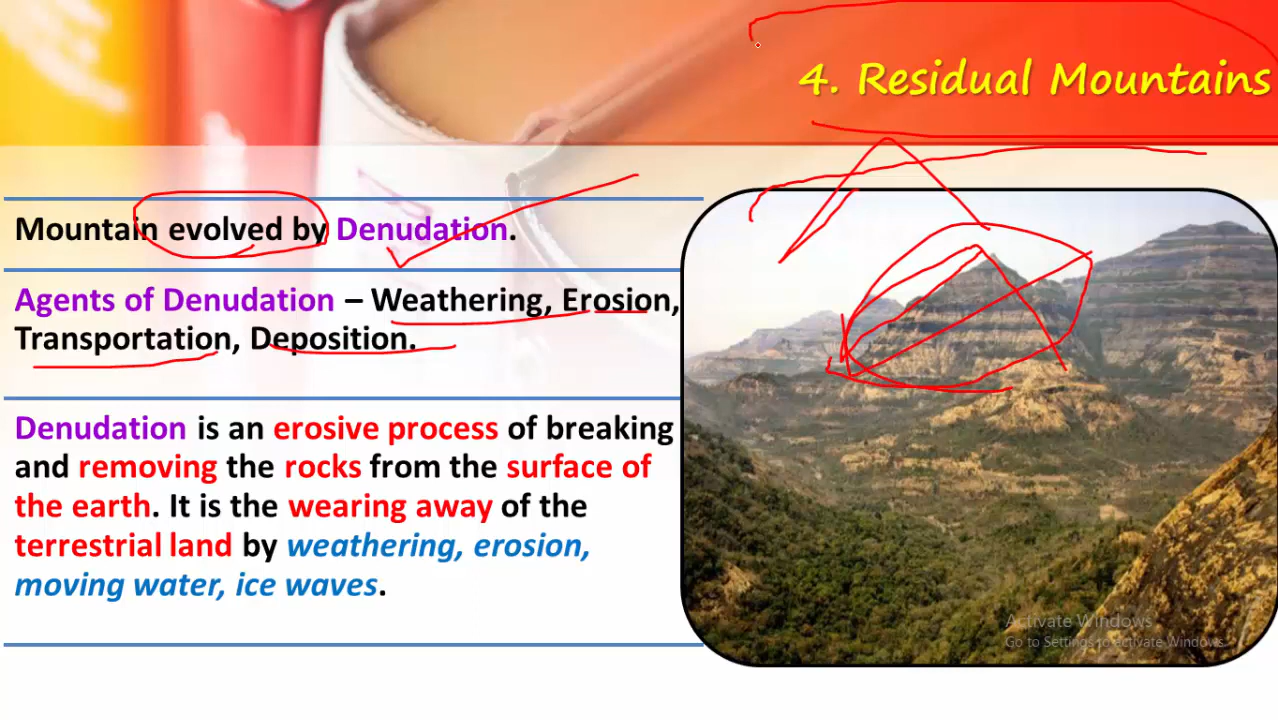 4. Residual Mountains
Mountain evolved by Denudation.
Agents of Denudation – Weathering, Erosion,
Transportation, Deposition.
Denudation is an erosive process of breaking
and removing the rocks from the surface of
the earth. It is the wearing away of the
terrestrial land by weathering, erosion,
moving water, ice waves.
Activate Windows
Go to Settings to activate Windows.